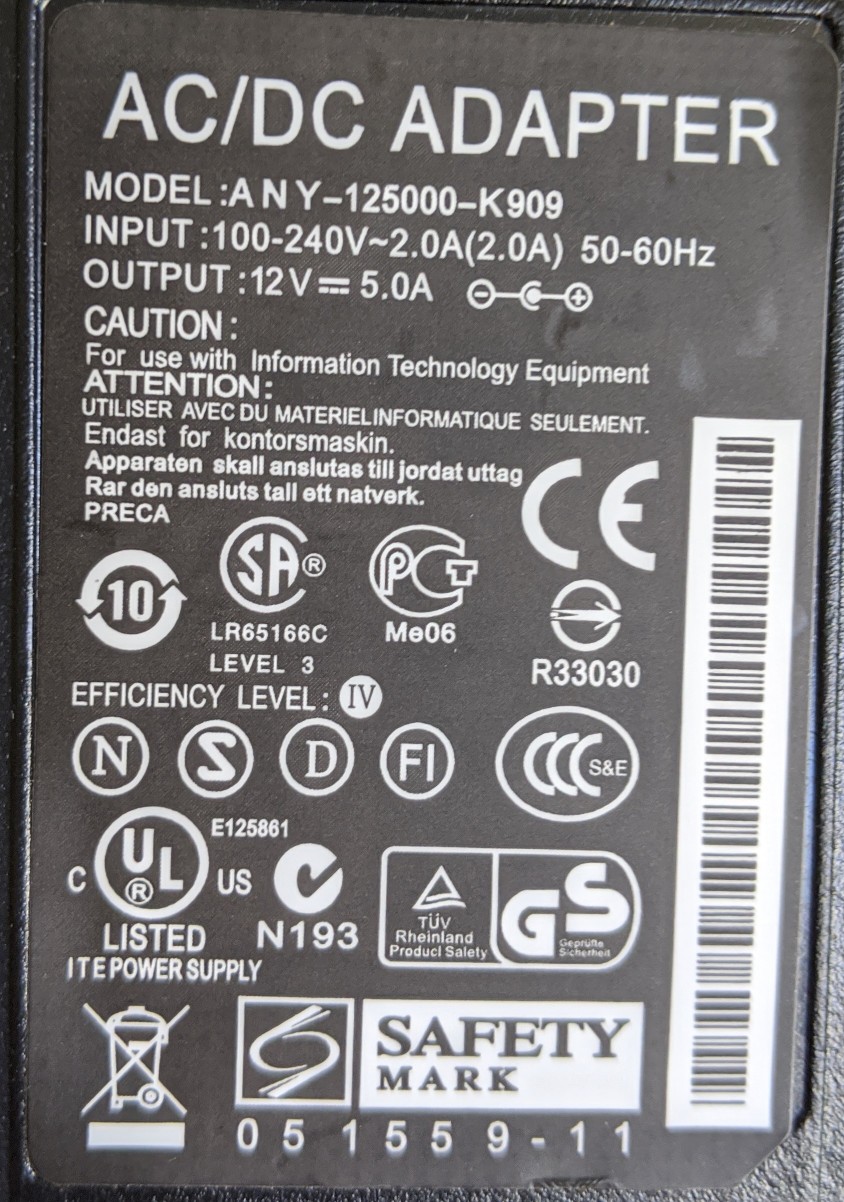 AC/DC ADAPTER
MODEL:ANY-125000-K909
INPUT:100-240V~2.0A(2.0A) 50-60Hz
OUTPUT:12V⎓5.0A
CAUTION:
For use with Information Technology Equipment
ATTENTION:
UTILISER AVEC DU MATERIEL INFORMATIQUE SEULEMENT.
Endast for kontorsmaskin.
Apparaten skall anslutas till jordat uttag
Rar den ansluts tall ett natverk.
PRECA
CE
10
SA®
PCT
LR65166C
Me06
LEVEL 3
R33030
EFFICIENCY LEVEL: IV
N S D FI
CCC S&E
E125861
C UL® US
LISTED
N193
ITE POWER SUPPLY
TÜV
Rheinland
Product Safety
GS
Geprüfte
Sicherheit
SAFETY
MARK
051559-11